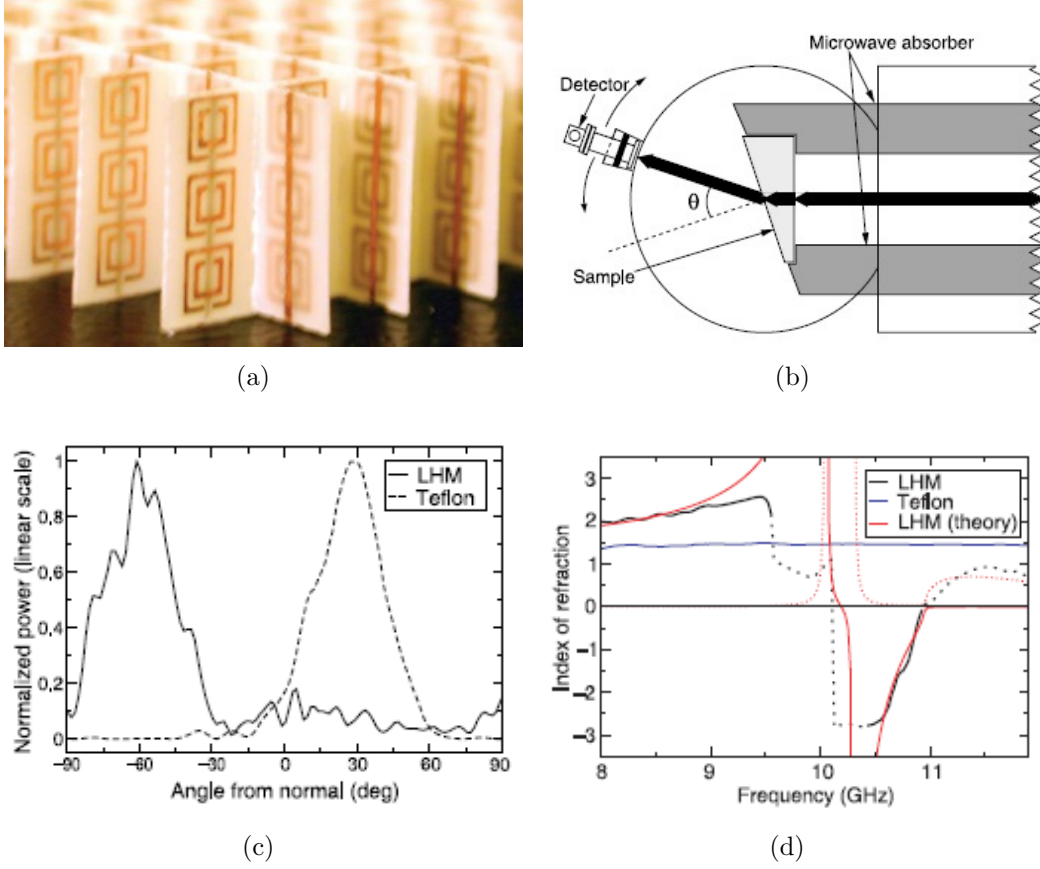 (a)
Microwave absorber
Detector
θ
Sample
(b)
Normalized power (linear scale)
1
0.8
0.6
0.4
0.2
0
LHM
Teflon
−90
−60
−30
0
30
60
90
Angle from normal (deg)
(c)
Index of refraction
3
2
1
0
−1
−2
−3
LHM
Teflon
LHM (theory)
8
9
10
11
Frequency (GHz)
(d)